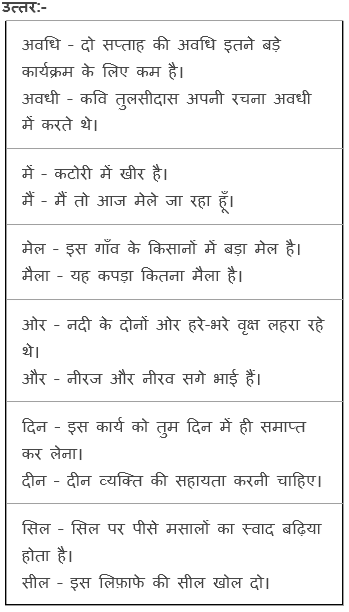 उत्तर:-
अवधि - दो सप्ताह की अवधि इतने बड़े
कार्यक्रम के लिए कम है।
अवधी - कवि तुलसीदास अपनी रचना अवधी
में करते थे।
में - कटोरी में खीर है।
मैं - मैं तो आज मेले जा रहा हूँ।
मेल - इस गाँव के किसानों में बड़ा मेल है।
मैला - यह कपड़ा कितना मैला है।
ओर - नदी के दोनों ओर हरे-भरे वृक्ष लहरा रहे
थे।
और - नीरज और नीरव सगे भाई हैं।
दिन - इस कार्य को तुम दिन में ही समाप्त
कर लेना।
दीन - दीन व्यक्ति की सहायता करनी चाहिए।
सिल - सिल पर पीसे मसालों का स्वाद बढ़िया
होता है।
सील - इस लिफ़ाफे की सील खोल दो।